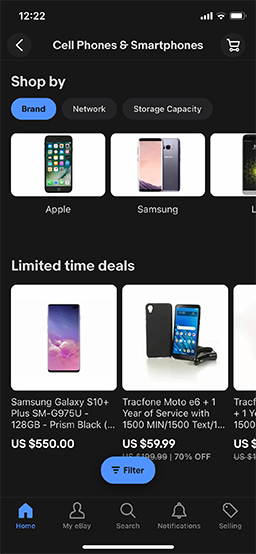 12:22
Cell Phones & Smartphones
Shop by
Brand
Network
Storage Capacity
Apple
Samsung
L
Limited time deals
Samsung Galaxy S10+
Plus SM-G975U -
128GB - Prism Black (...
US $550.00
Tracfone Moto e6 + 1
Year of Service with
1500 MIN/1500 Text/1...
US $59.99
US $199.99 | 70% OFF
Tra
+ 1 Y
150
US
US $1
Filter
Home
My eBay
Search
Notifications
Selling